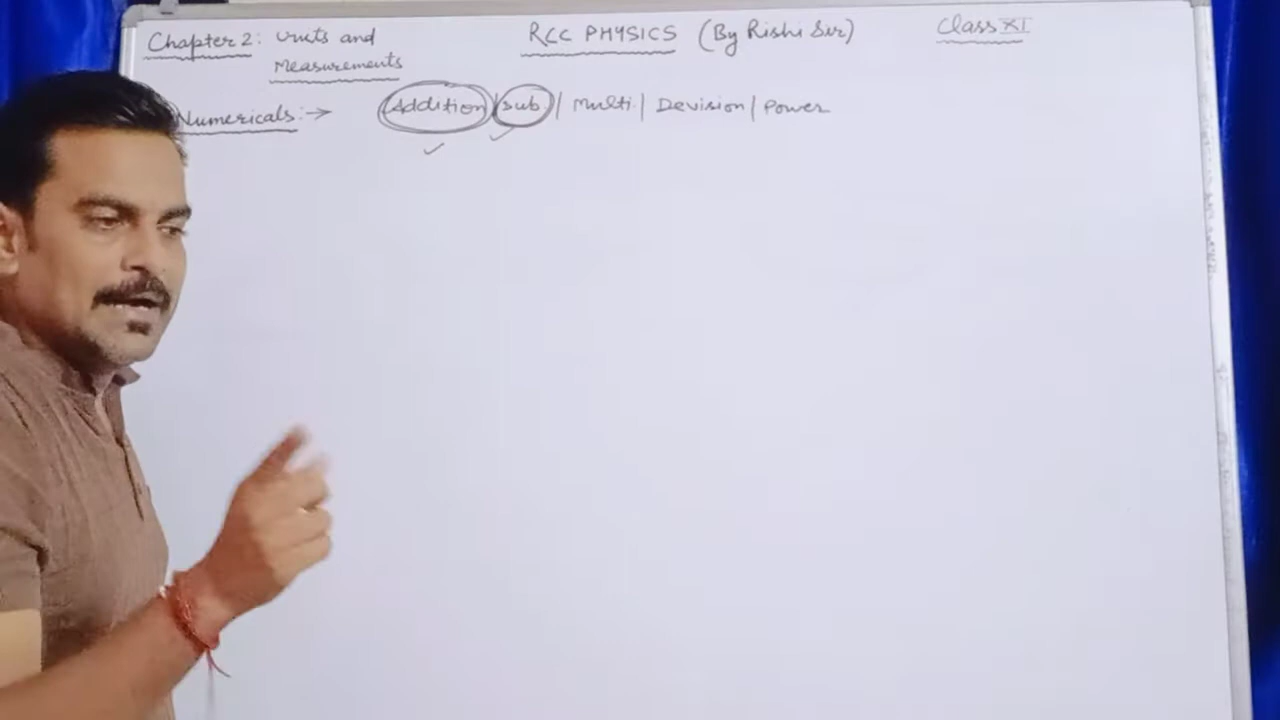 Chapter 2: Units and Measurements
RCC PHYSICS (By Rishi Sir)
Class XI
Numericals:→ Addition / Sub / Multi. / Devision / Power